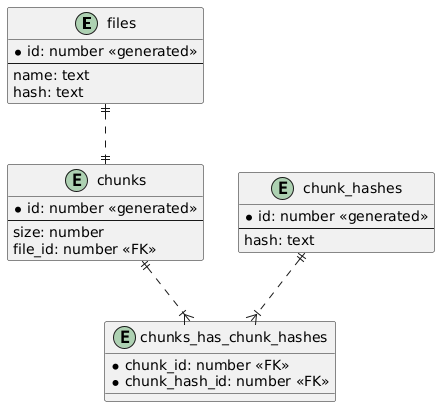 E files
* id: number «generated»
name: text
hash: text
E chunks
* id: number «generated»
size: number
file_id: number «FK»
E chunk_hashes
* id: number «generated»
hash: text
E chunks_has_chunk_hashes
* chunk_id: number «FK»
* chunk_hash_id: number «FK»